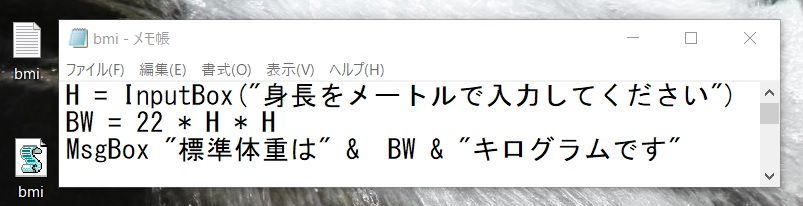 bmi
bmi - メモ帳
ファイル(F) 編集(E) 書式(O) 表示(V) ヘルプ(H)
H = InputBox("身長をメートルで入力してください")
BW = 22 * H * H
MsgBox "標準体重は" &  BW & "キログラムです"
bmi